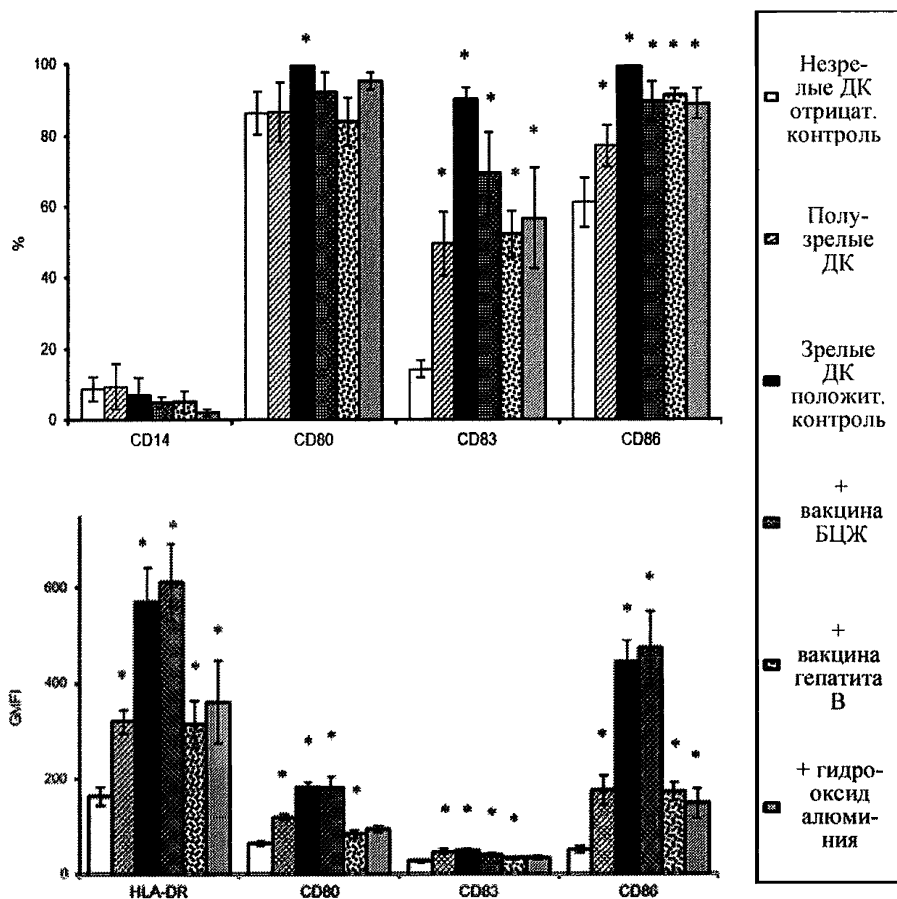 100
80
60
40
20
0
%
* * * * * * * * * * *
CD14 CD80 CD83 CD86
600
400
200
0
GMFI
* * * * * * * * * * * * * * * * * *
HLA-DR CD80 CD83 CD86
Незре-
лые ДК
отрицат.
контроль
Полу-
зрелые
ДК
Зрелые
ДК
положит.
контроль
+
вакцина
БЦЖ
+
вакцина
гепатита
В
+ гидро-
оксид
алюми-
ния